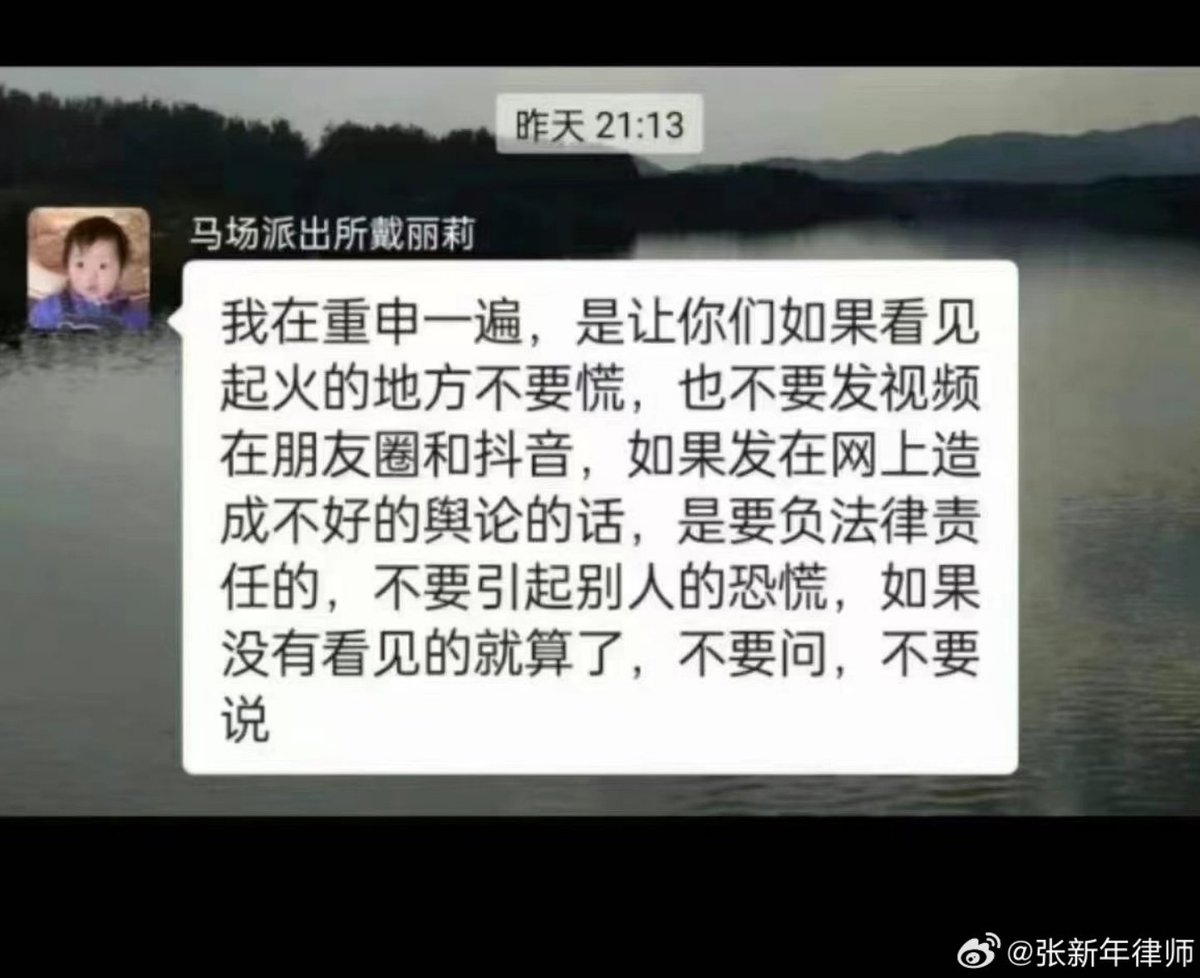 昨天 21:13
马场派出所戴丽莉
我在重申一遍，是让你们如果看见
起火的地方不要慌，也不要发视频
在朋友圈和抖音，如果发在网上造
成不好的舆论的话，是要负法律责
任的，不要引起别人的恐慌，如果
没有看见的就算了，不要问，不要
说
@张新年律师